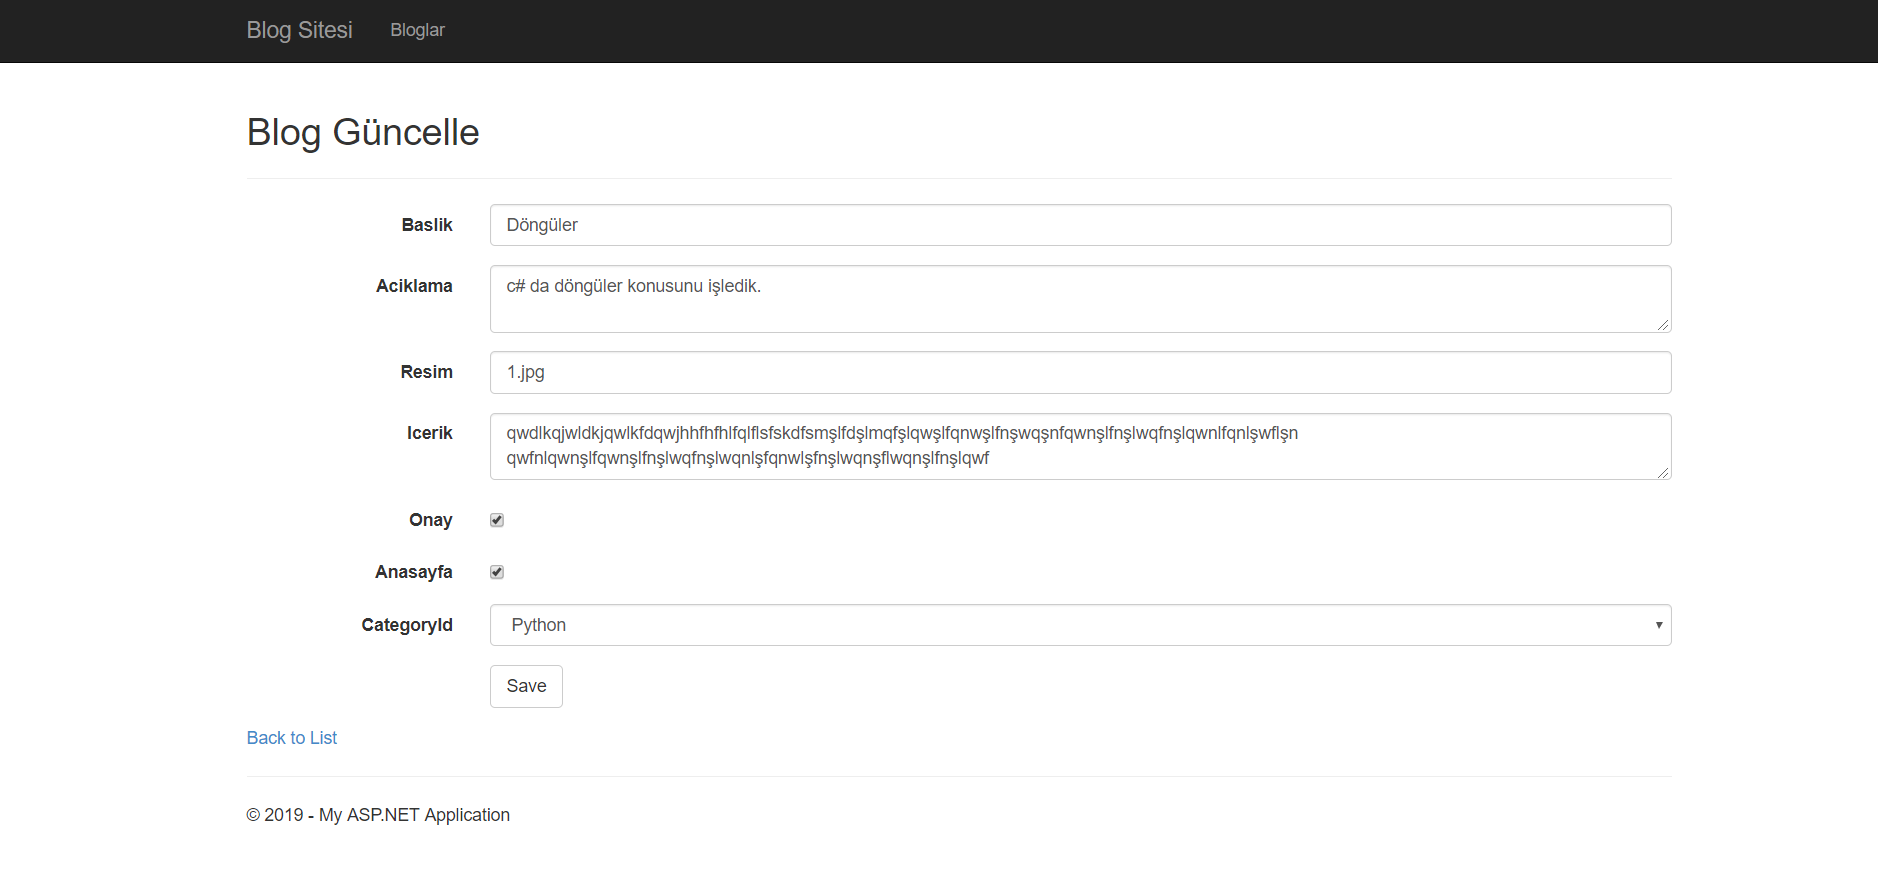 Blog Sitesi Bloglar
Blog Güncelle
Baslik Döngüler
Aciklama c# da döngüler konusunu işledik.
Resim 1.jpg
Icerik qwdlkqjwldkjqwlkfdqwjhhfhfhlfqlflsfskdfsmşlfdşlmqfşlqwşlfqnwşlfnşwqşnfqwnşlfnşlwqfnşlqwnlfqnlşwflşn
qwfnlqwnşlfqwnşlfnşlwqfnşlwqnlşfqnwlşfnşlwqnşflwqnşlfnşlqwf
Onay
Anasayfa
CategoryId Python
Save
Back to List
© 2019 - My ASP.NET Application